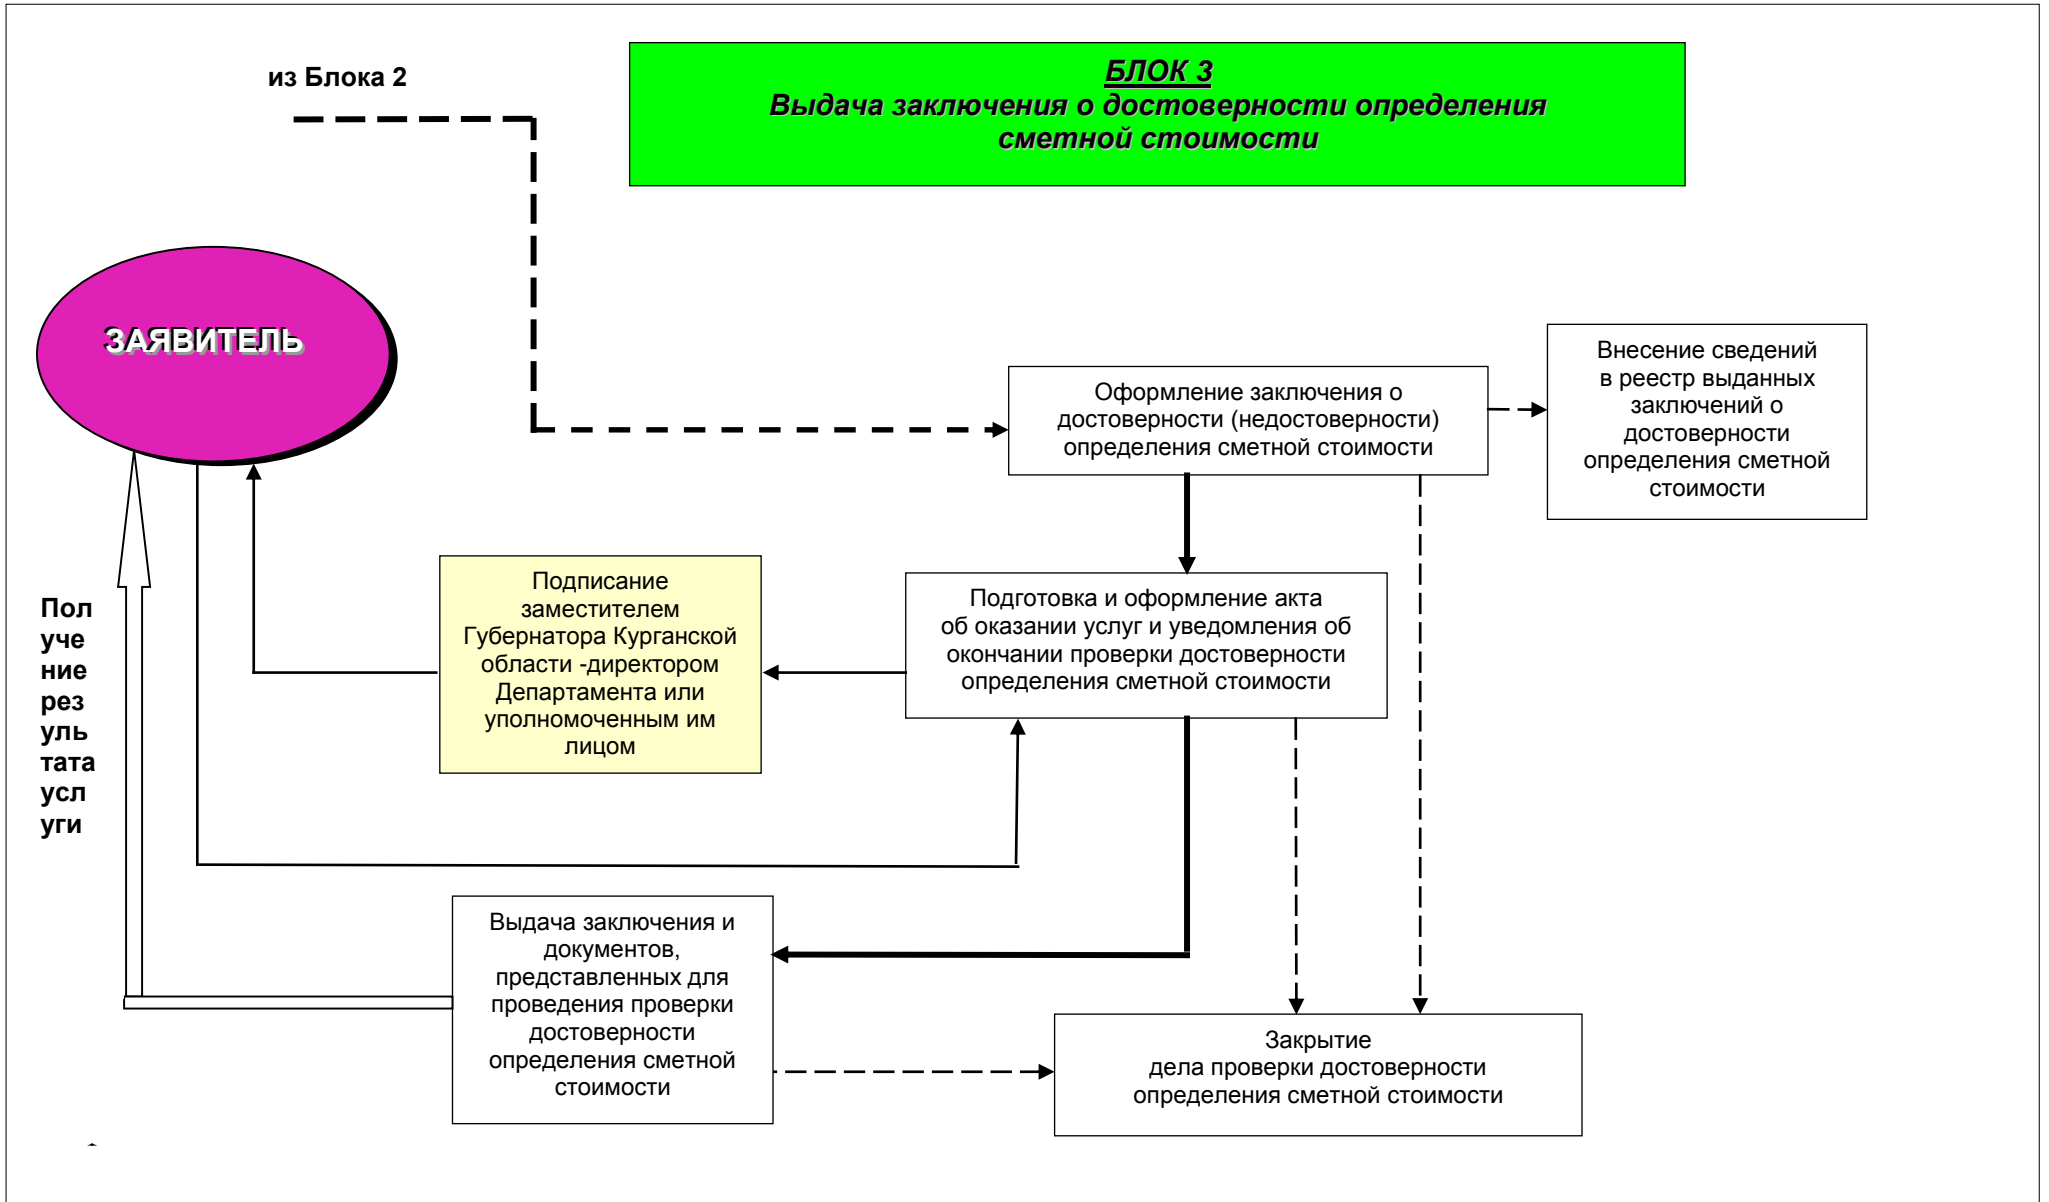 из Блока 2
БЛОК 3
Выдача заключения о достоверности определения
сметной стоимости
ЗАЯВИТЕЛЬ
Оформление заключения о
достоверности (недостоверности)
определения сметной стоимости
Внесение сведений
в реестр выданных
заключений о
достоверности
определения сметной
стоимости
Подписание
заместителем
Губернатора Курганской
области -директором
Департамента или
уполномоченным им
лицом
Подготовка и оформление акта
об оказании услуг и уведомления об
окончании проверки достоверности
определения сметной стоимости
Пол
уче
ние
рез
уль
тата
усл
уги
Выдача заключения и
документов,
представленных для
проведения проверки
достоверности
определения сметной
стоимости
Закрытие
дела проверки достоверности
определения сметной стоимости